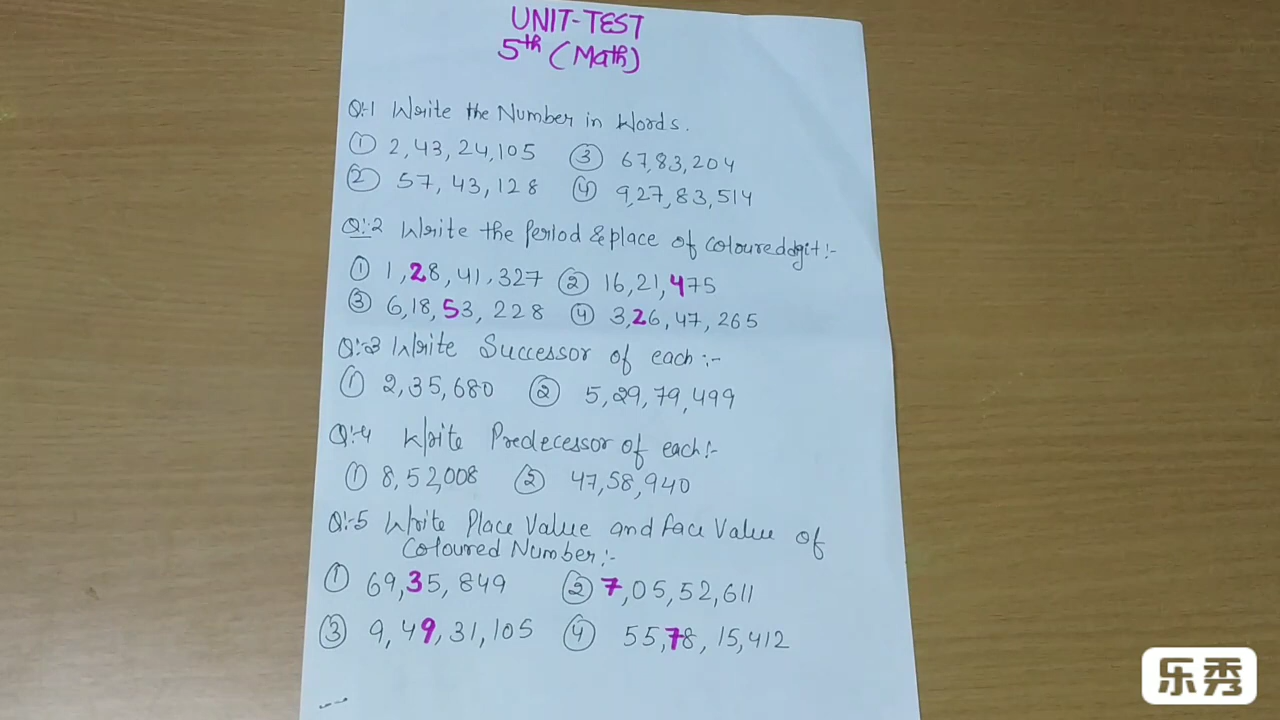 UNIT-TEST
5th (Math)
Q:-1 Write the Number in Words.
① 2,43,24,105 ③ 67,83,204
② 57,43,128 ④ 9,27,83,514
Q:-2 Write the Period & place of coloured digit:-
① 1,28,41,327 ② 16,21,475
③ 6,18,53,228 ④ 3,26,47,265
Q:-3 Write Successor of each:-
① 2,35,680 ② 5,29,79,499
Q:-4 Write Predecessor of each:-
① 8,52,008 ② 47,58,940
Q:-5 Write Place Value and face Value of
Coloured Number:-
① 69,35,849 ② 7,05,52,611
③ 9,49,31,105 ④ 55,78,15,412
乐秀